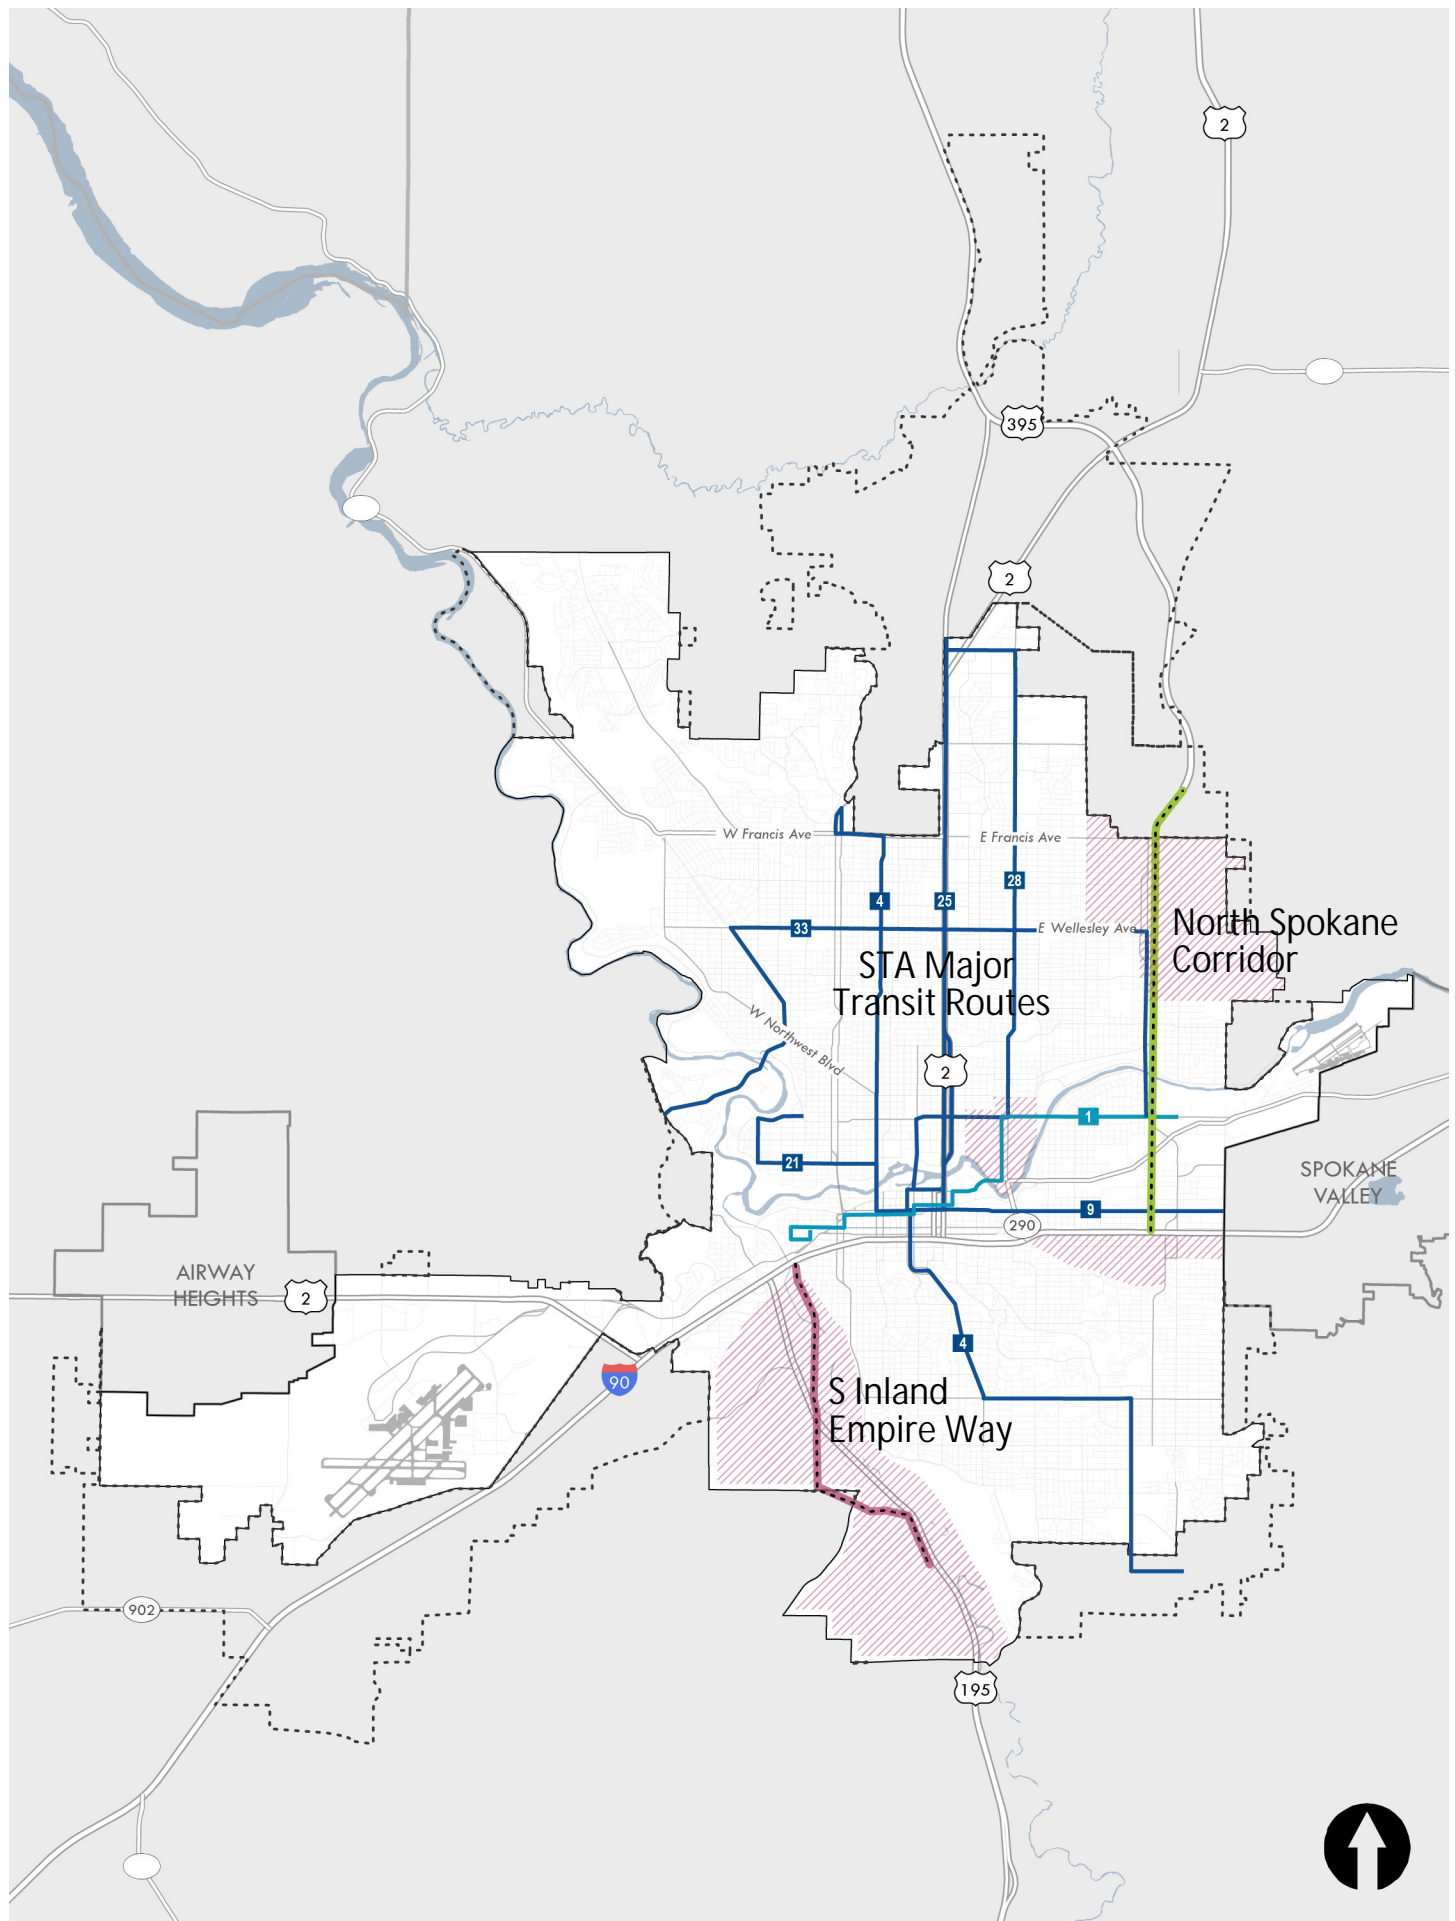 2
395
2
W Francis Ave
E Francis Ave
28
4
25
33
E Wellesley Ave
North Spokane
Corridor
STA Major
Transit Routes
W Northwest Blvd
2
1
21
SPOKANE
VALLEY
9
290
AIRWAY
HEIGHTS
2
4
90
S Inland
Empire Way
902
195